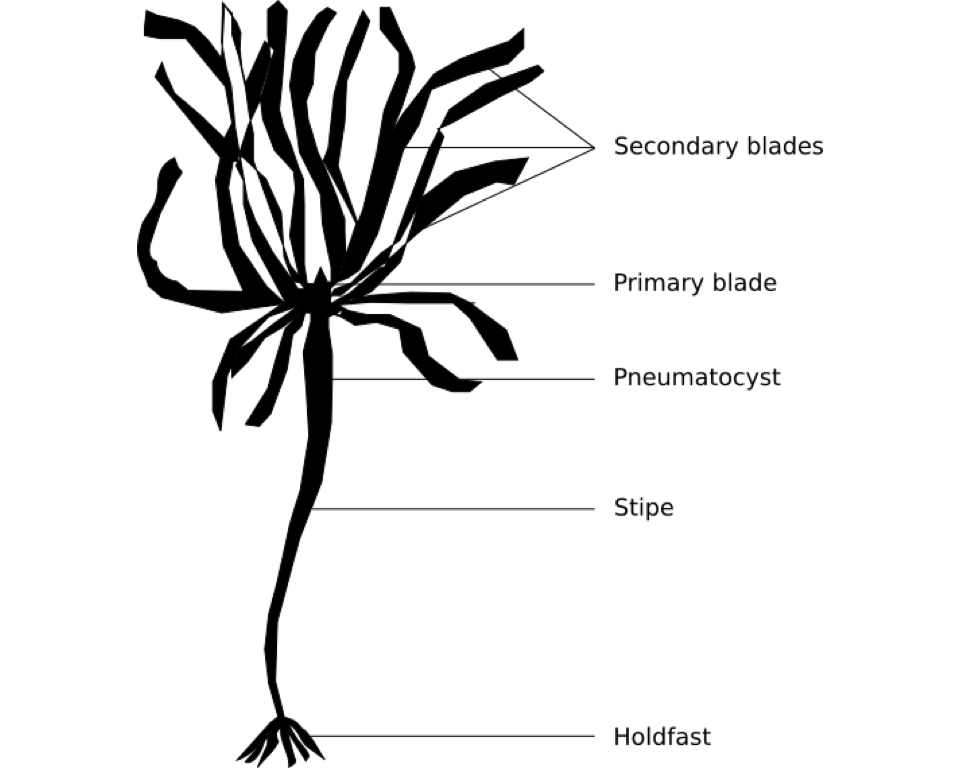 Secondary blades
Primary blade
Pneumatocyst
Stipe
Holdfast